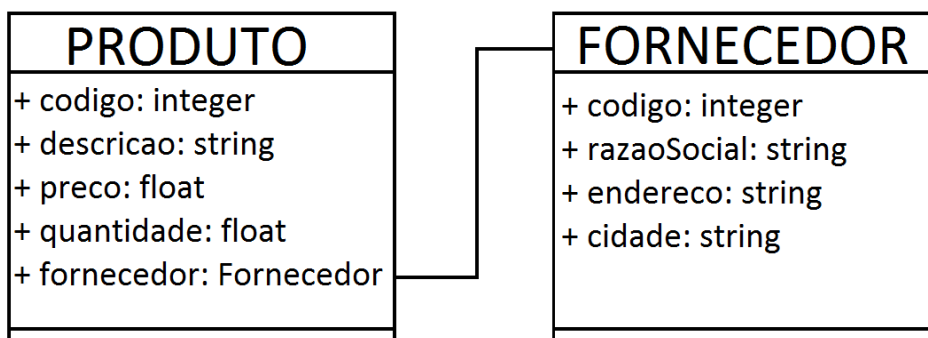 PRODUTO
+ codigo: integer
+ descricao: string
+ preco: float
+ quantidade: float
+ fornecedor: Fornecedor
FORNECEDOR
+ codigo: integer
+ razaoSocial: string
+ endereco: string
+ cidade: string